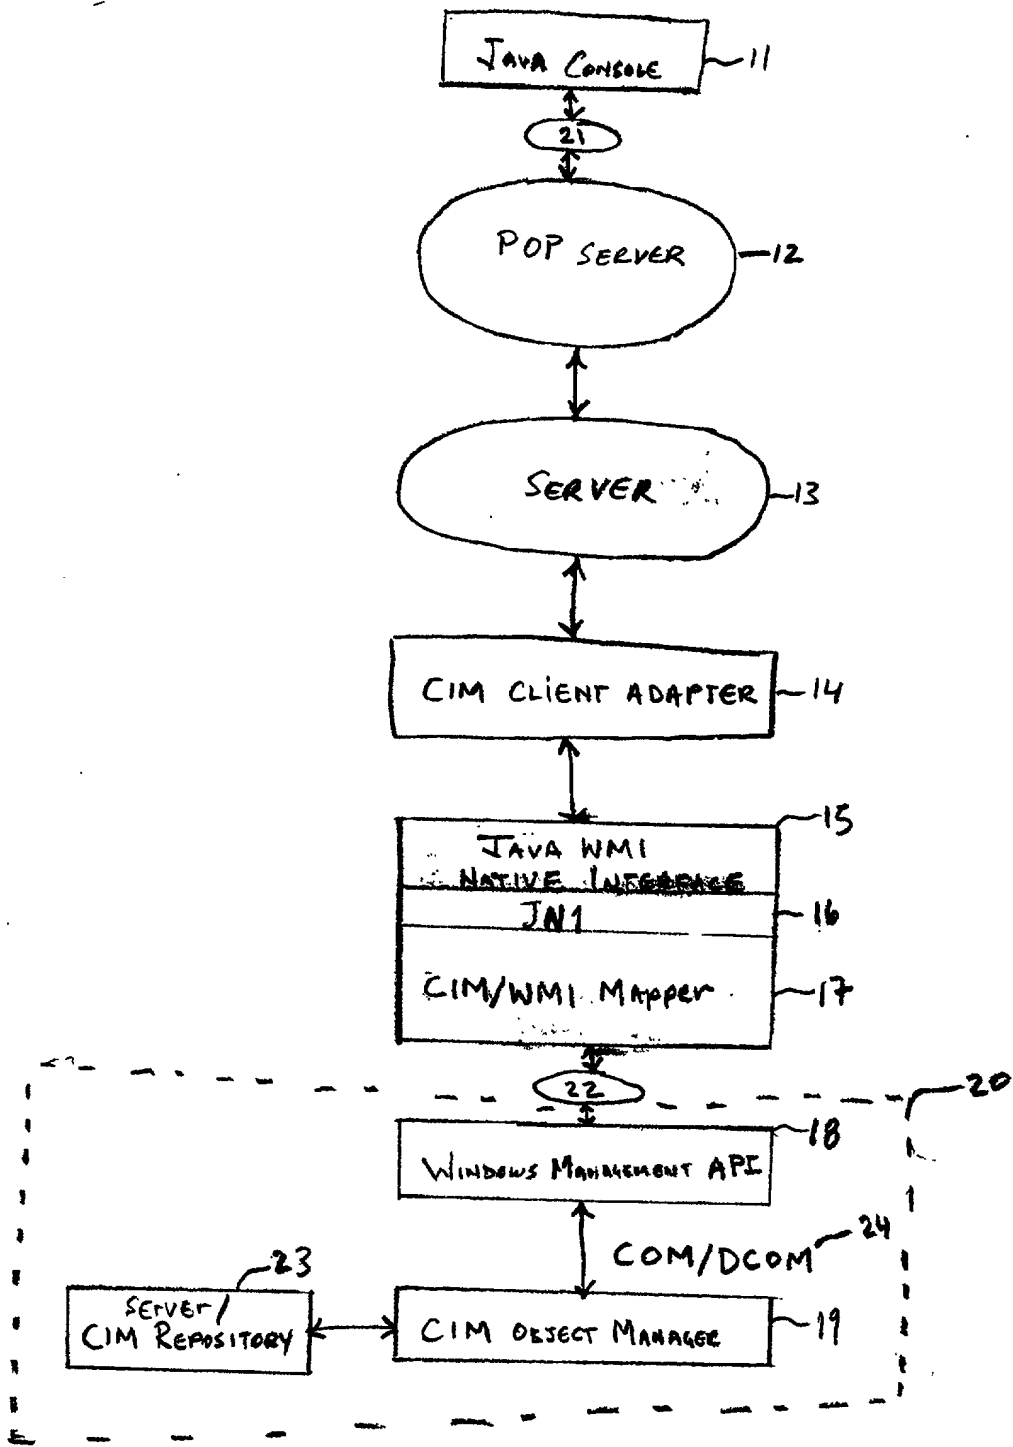 JAVA CONSOLE
11
21
POP SERVER
12
SERVER
13
CIM CLIENT ADAPTER
14
15
JAVA WMI
NATIVE INTERFACE
JNI
16
CIM/WMI Mapper
17
22
20
18
WINDOWS MANAGEMENT API
24
COM/DCOM
23
SERVER/
CIM REPOSITORY
CIM OBJECT MANAGER
19